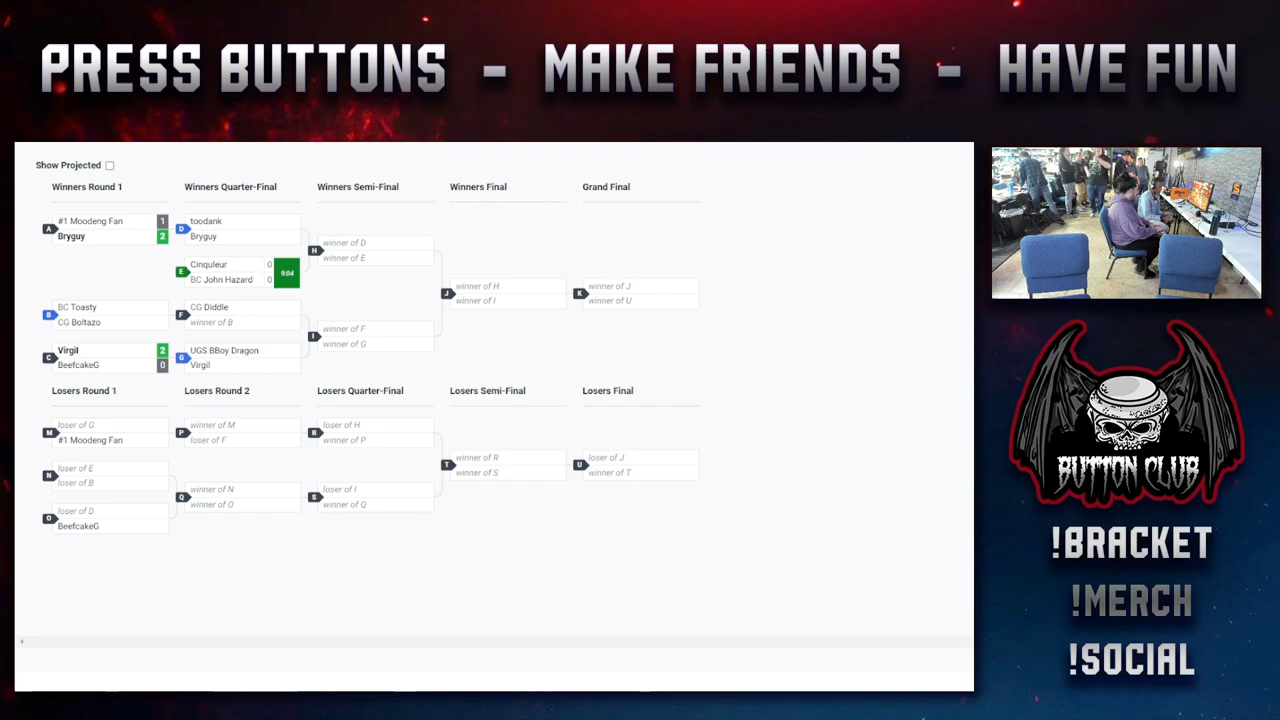 PRESS BUTTONS - MAKE FRIENDS - HAVE FUN
Show Projected
Winners Round 1
Winners Quarter-Final
Winners Semi-Final
Winners Final
Grand Final
A
#1 Moodeng Fan 1
Bryguy 2
D
toodank
Bryguy
E
Cinquleur 0
BC John Hazard 0
9:04
H
winner of D
winner of E
B
BC Toasty
CG Boltazo
F
CG Diddle
winner of B
J
winner of H
winner of I
K
winner of J
winner of U
I
winner of F
winner of G
C
Virgil 2
BeefcakeG 0
G
UGS BBoy Dragon
Virgil
Losers Round 1
Losers Round 2
Losers Quarter-Final
Losers Semi-Final
Losers Final
M
loser of G
#1 Moodeng Fan
P
winner of M
loser of F
R
loser of H
winner of P
N
loser of E
loser of B
T
winner of R
winner of S
U
loser of J
winner of T
Q
winner of N
winner of O
S
loser of I
winner of Q
O
loser of D
BeefcakeG
BUTTON CLUB
!BRACKET
!MERCH
!SOCIAL